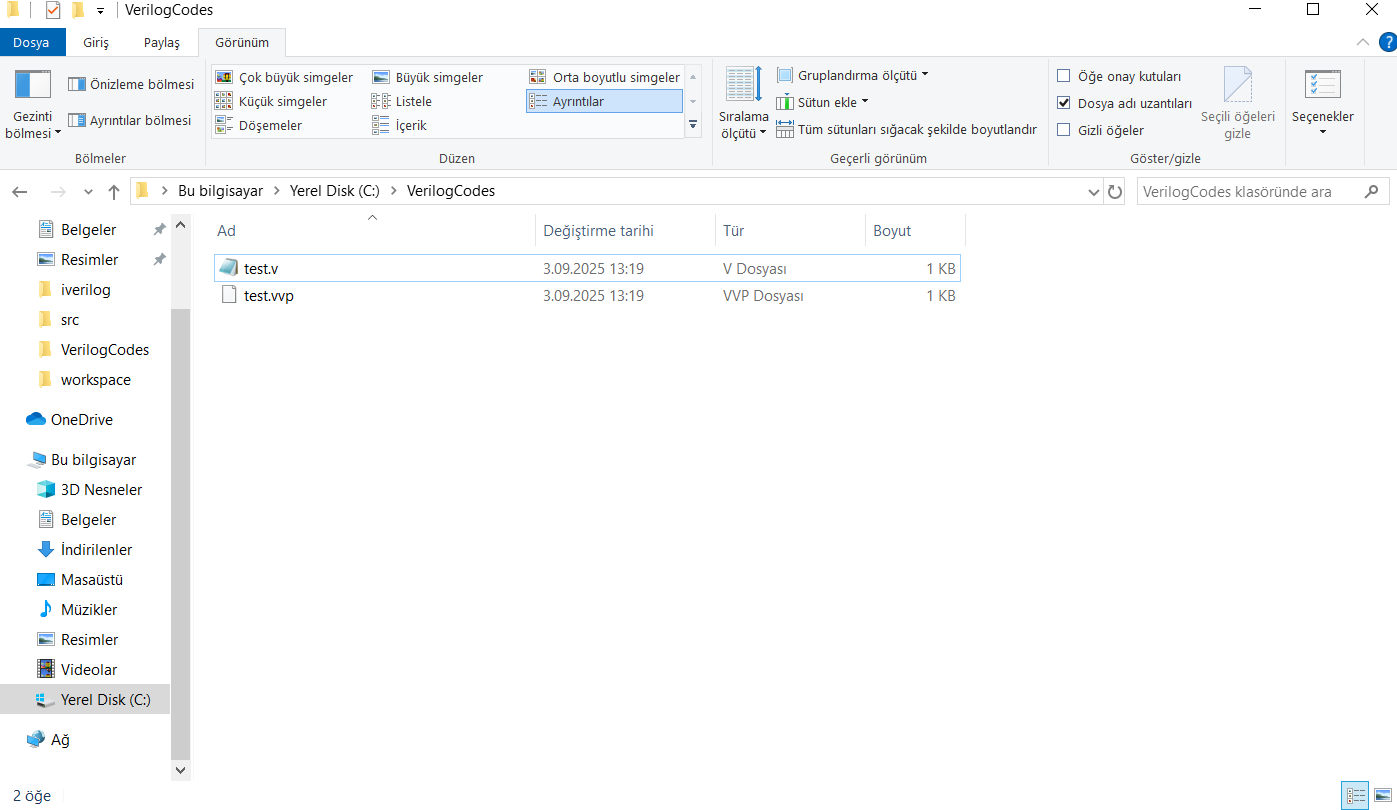 VerilogCodes
Dosya Giriş Paylaş Görünüm
Gezinti bölmesi
Önizleme bölmesi
Ayrıntılar bölmesi
Bölmeler
Çok büyük simgeler Büyük simgeler Orta boyutlu simgeler
Küçük simgeler Listele Ayrıntılar
Döşemeler İçerik
Düzen
Sıralama ölçütü
Gruplandırma ölçütü
Sütun ekle
Tüm sütunları sığacak şekilde boyutlandır
Geçerli görünüm
Öğe onay kutuları
Dosya adı uzantıları
Gizli öğeler
Seçili öğeleri gizle
Göster/gizle
Seçenekler
Bu bilgisayar Yerel Disk (C:) VerilogCodes
VerilogCodes klasöründe ara
Belgeler
Resimler
iverilog
src
VerilogCodes
workspace
OneDrive
Bu bilgisayar
3D Nesneler
Belgeler
İndirilenler
Masaüstü
Müzikler
Resimler
Videolar
Yerel Disk (C:)
Ağ
Ad Değiştirme tarihi Tür Boyut
test.v 3.09.2025 13:19 V Dosyası 1 KB
test.vvp 3.09.2025 13:19 VVP Dosyası 1 KB
2 öğe